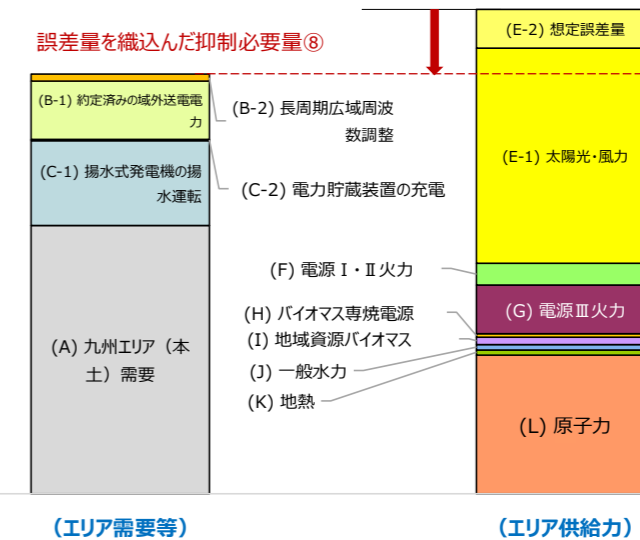 誤差量を織込んだ抑制必要量⑧
(E-2) 想定誤差量
(B-1) 約定済みの域外送電電
力
(B-2) 長周期広域周波
数調整
(E-1) 太陽光・風力
(C-1) 揚水式発電機の揚
水運転
(C-2) 電力貯蔵装置の充電
(F) 電源Ⅰ・Ⅱ火力
(G) 電源Ⅲ火力
(H) バイオマス専焼電源
(I) 地域資源バイオマス
(A) 九州エリア（本
土）需要
(J) 一般水力
(K) 地熱
(L) 原子力
（エリア需要等）
（エリア供給力）